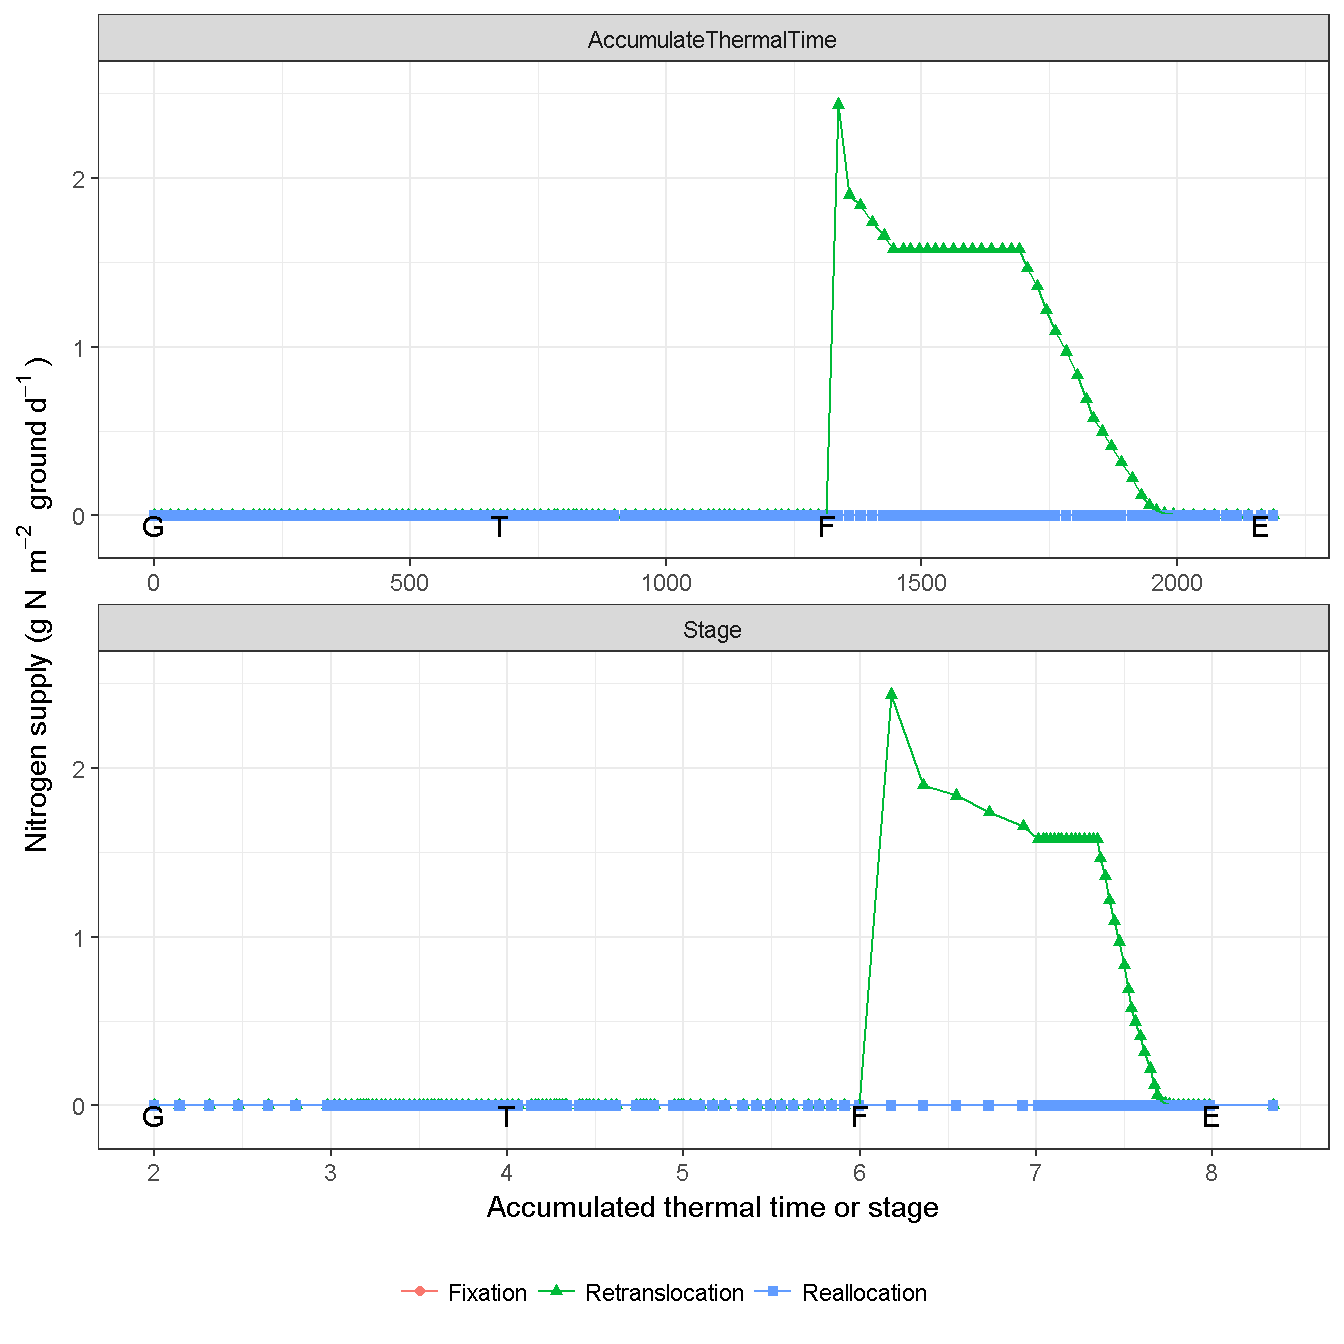 AccumulateThermalTime
2
1
0
G T F E
0 500 1000 1500 2000
Nitrogen supply (g N m⁻² ground d⁻¹)
Stage
2
1
0
G T F E
2 3 4 5 6 7 8
Accumulated thermal time or stage
Fixation Retranslocation Reallocation